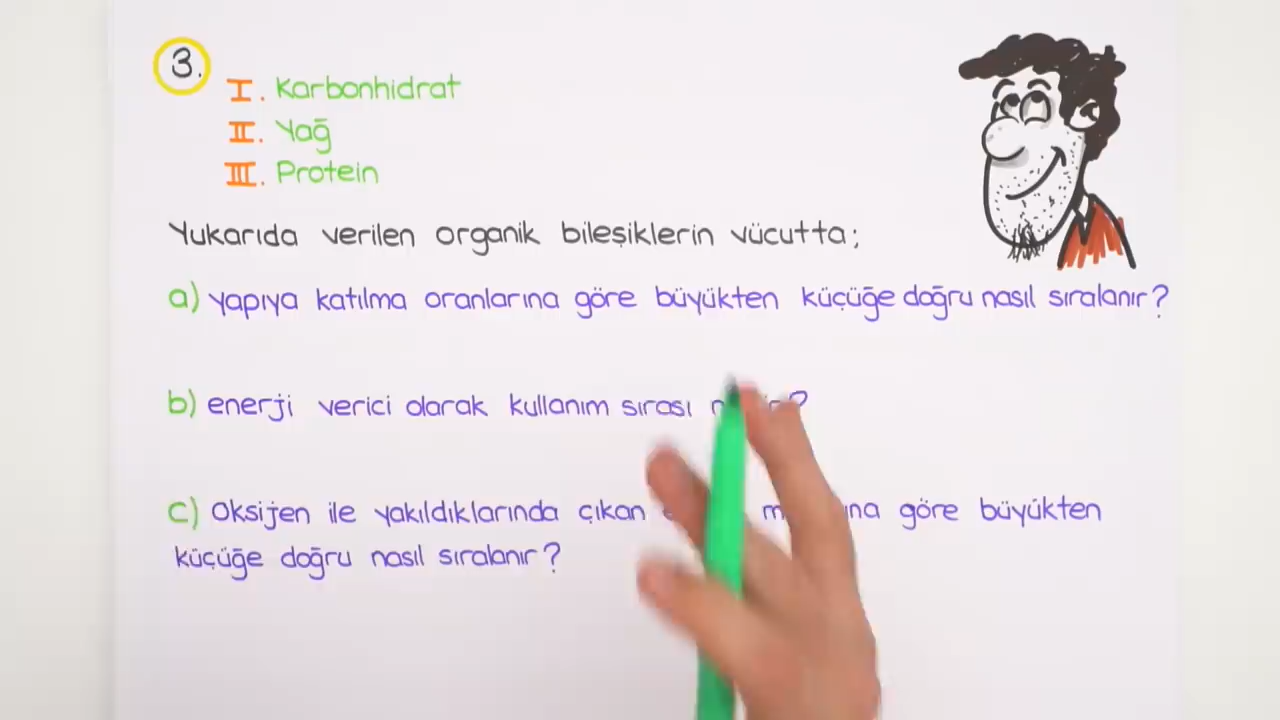 3.
I. Karbonhidrat
II. Yağ
III. Protein
Yukarıda verilen organik bileşiklerin vücutta;
a) yapıya katılma oranlarına göre büyükten küçüğe doğru nasıl sıralanır?
b) enerji verici olarak kullanım sırası ?
c) Oksijen ile yakıldıklarında çıkan göre büyükten
küçüğe doğru nasıl sıralanır?